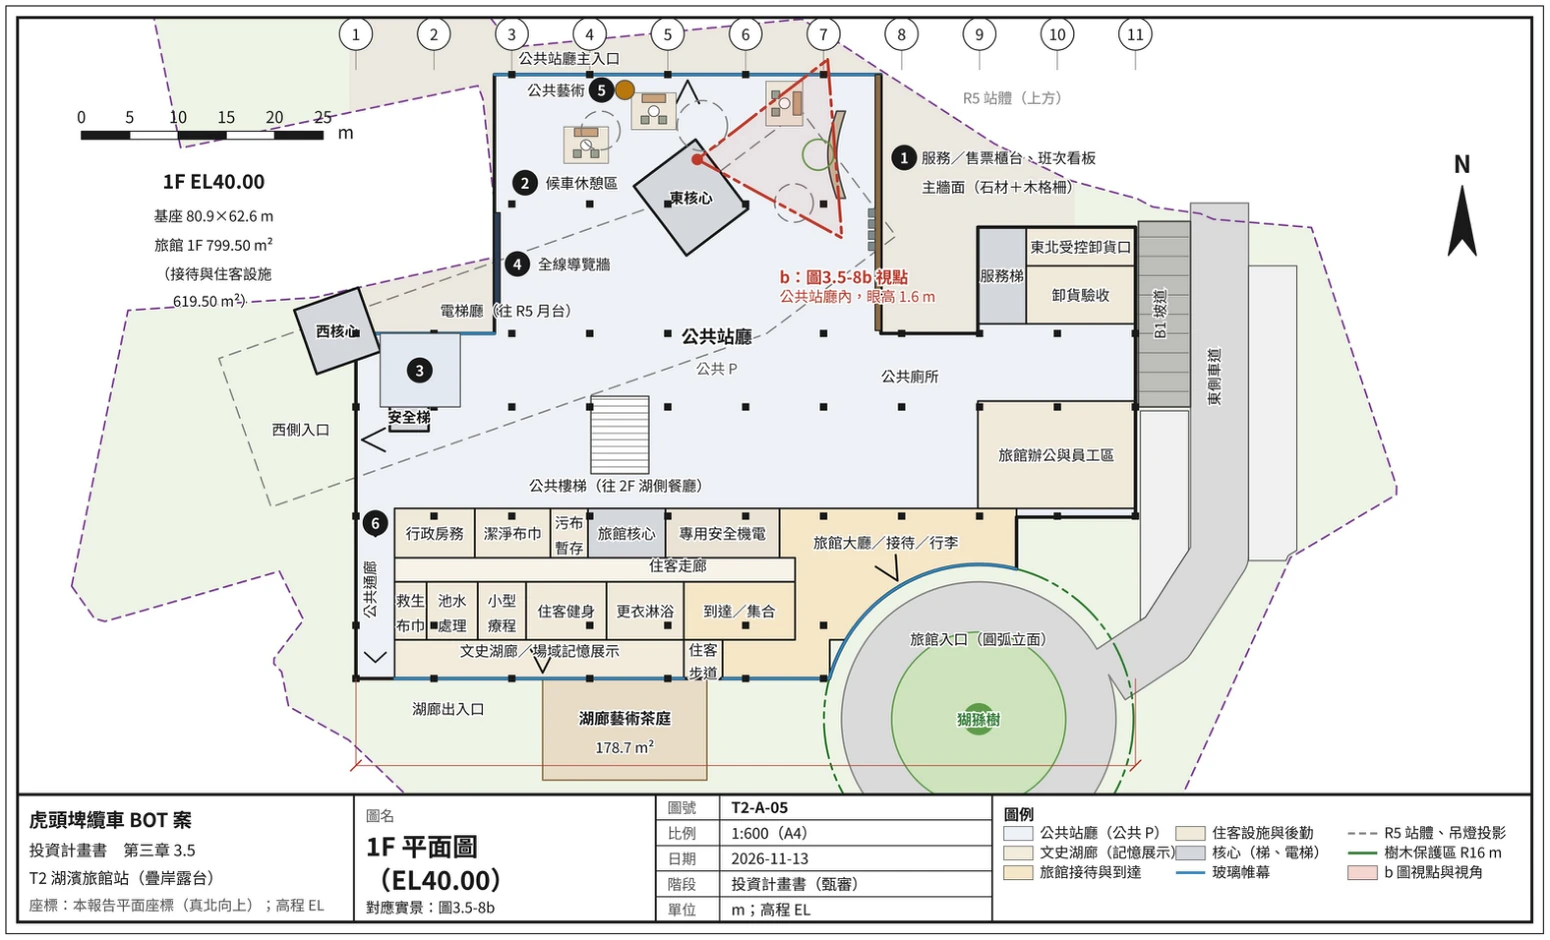 1 2 3 4 5 6 7 8 9 10 11
公共站廳主入口
公共藝術 5
R5 站體（上方）
0 5 10 15 20 25 m
1 服務／售票櫃台、班次看板
主牆面（石材＋木格柵）
N
1F EL40.00
基座 80.9×62.6 m
旅館 1F 799.50 m²
（接待與住客設施
619.50 m²）
2 候車休憩區
東核心
4 全線導覽牆
b：圖3.5-8b 視點
公共站廳內，眼高 1.6 m
東北受控卸貨口
服務梯
卸貨驗收
B1 坡道
東側車道
電梯廳（往 R5 月台）
西核心
公共站廳
公共 P
3
公共廁所
安全梯
西側入口
旅館辦公與員工區
公共樓梯（往 2F 湖側餐廳）
6
公共通廊
行政房務
潔淨布巾
污布
暫存
旅館核心
專用安全機電
旅館大廳／接待／行李
住客走廊
救生
布巾
池水
處理
小型
療程
住客健身
更衣淋浴
到達／集合
旅館入口（圓弧立面）
文史湖廊／場域記憶展示
住客
步道
湖廊出入口
湖廊藝術茶庭
178.7 m²
猢猻樹
虎頭埤纜車 BOT 案
投資計畫書　第三章 3.5
T2 湖濱旅館站（疊岸露台）
座標：本報告平面座標（真北向上）；高程 EL
圖名
1F 平面圖
（EL40.00）
對應實景：圖3.5-8b
圖號 T2-A-05
比例 1:600（A4）
日期 2026-11-13
階段 投資計畫書（甄審）
單位 m；高程 EL
圖例
公共站廳（公共 P） 住客設施與後勤 R5 站體、吊燈投影
文史湖廊（記憶展示） 核心（梯、電梯） 樹木保護區 R16 m
旅館接待與到達 玻璃帷幕 b 圖視點與視角